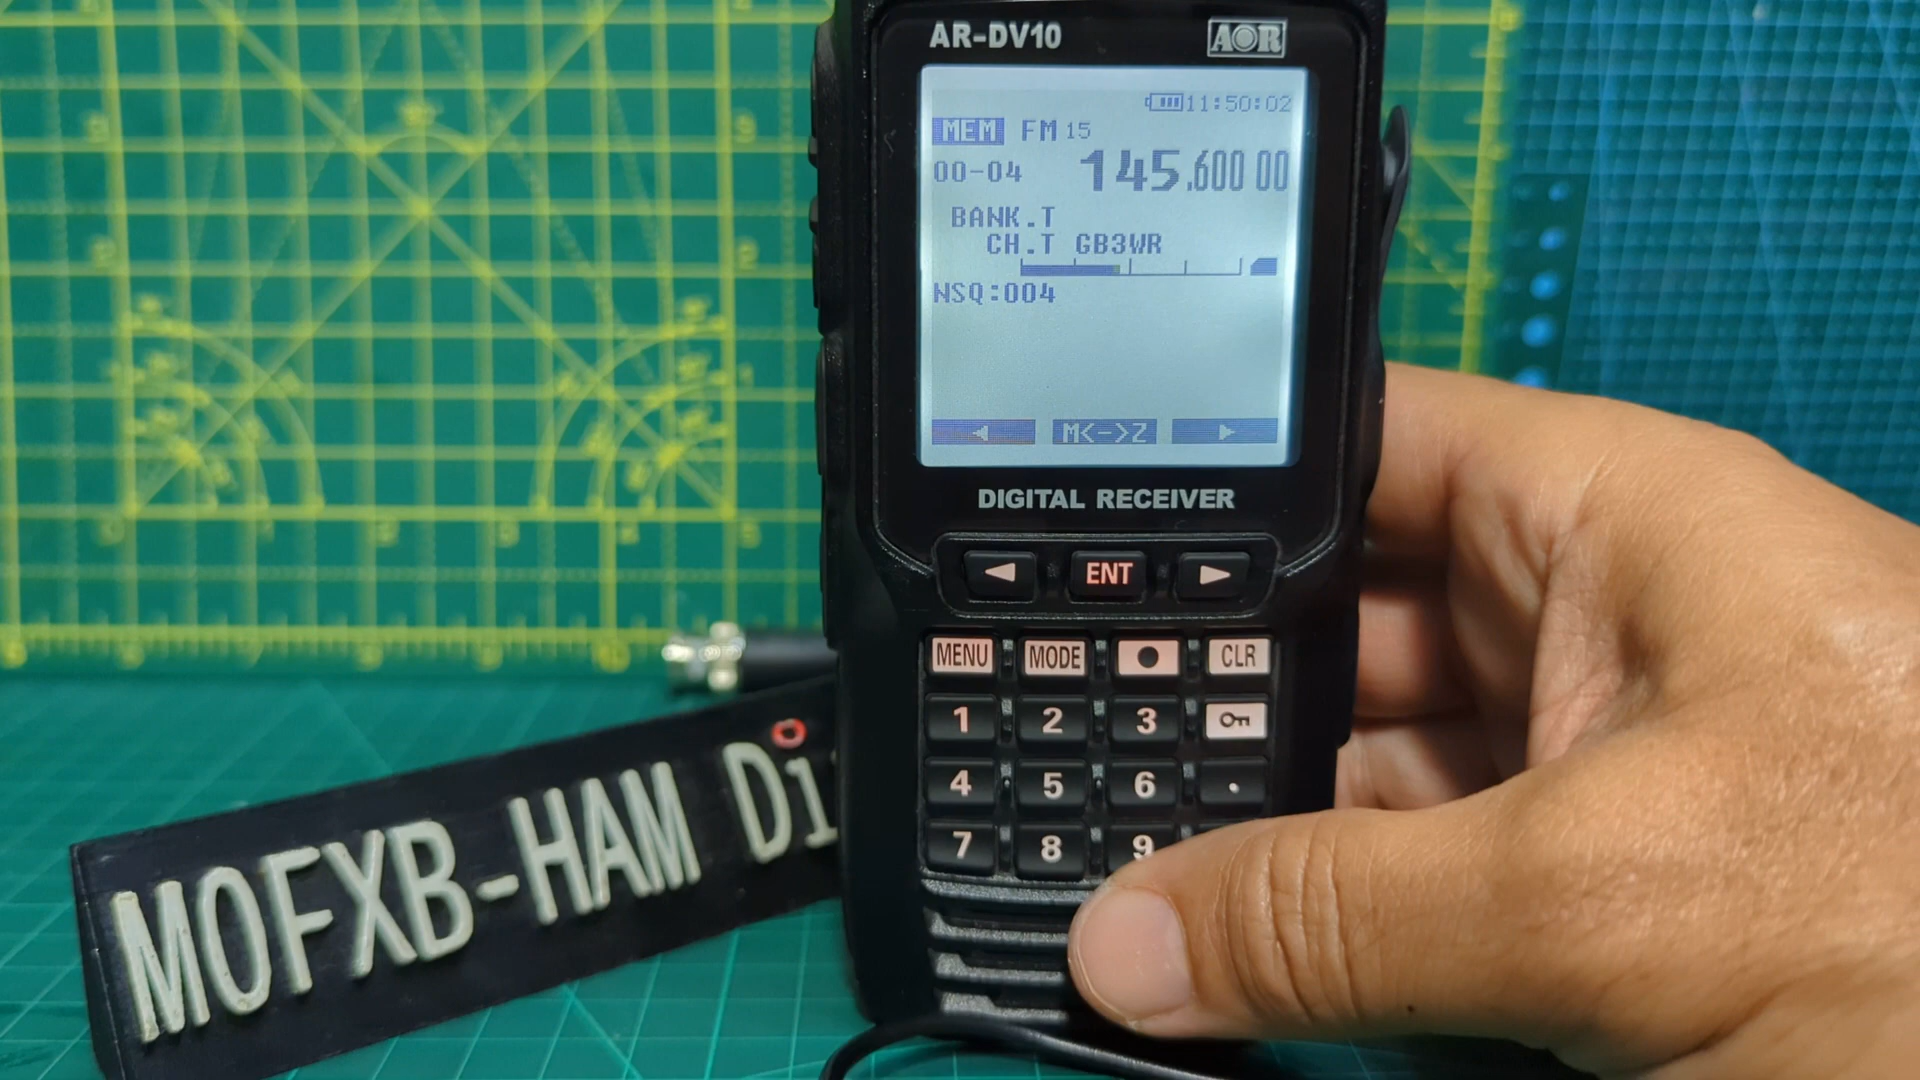 AR-DV10 AOR
11:50:02
MEM FM 15
00-04 145.600 00
BANK.T
CH.T GB3WR
NSQ:004
M<->Z
DIGITAL RECEIVER
ENT
MENU MODE CLR
1 2 3
4 5 6 .
7 8 9
M0FXB-HAM Di